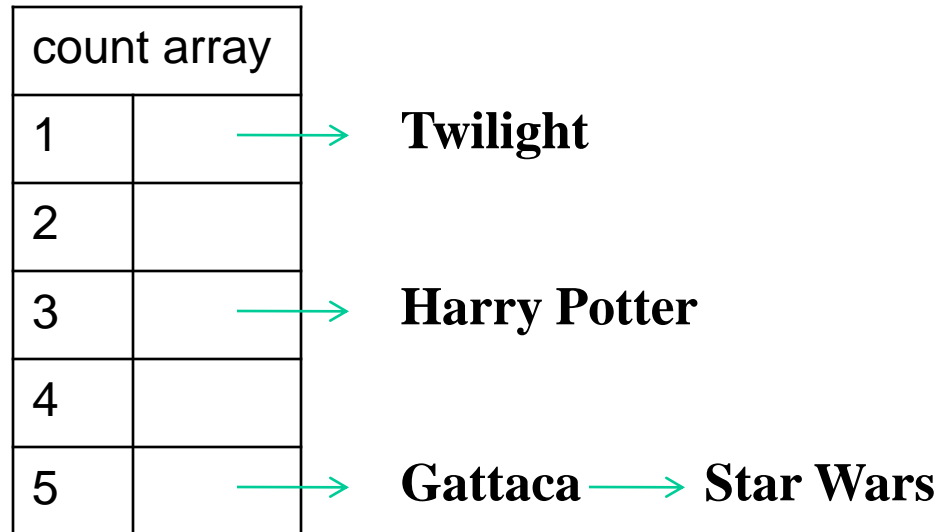 count array
1 Twilight
2
3 Harry Potter
4
5 Gattaca Star Wars